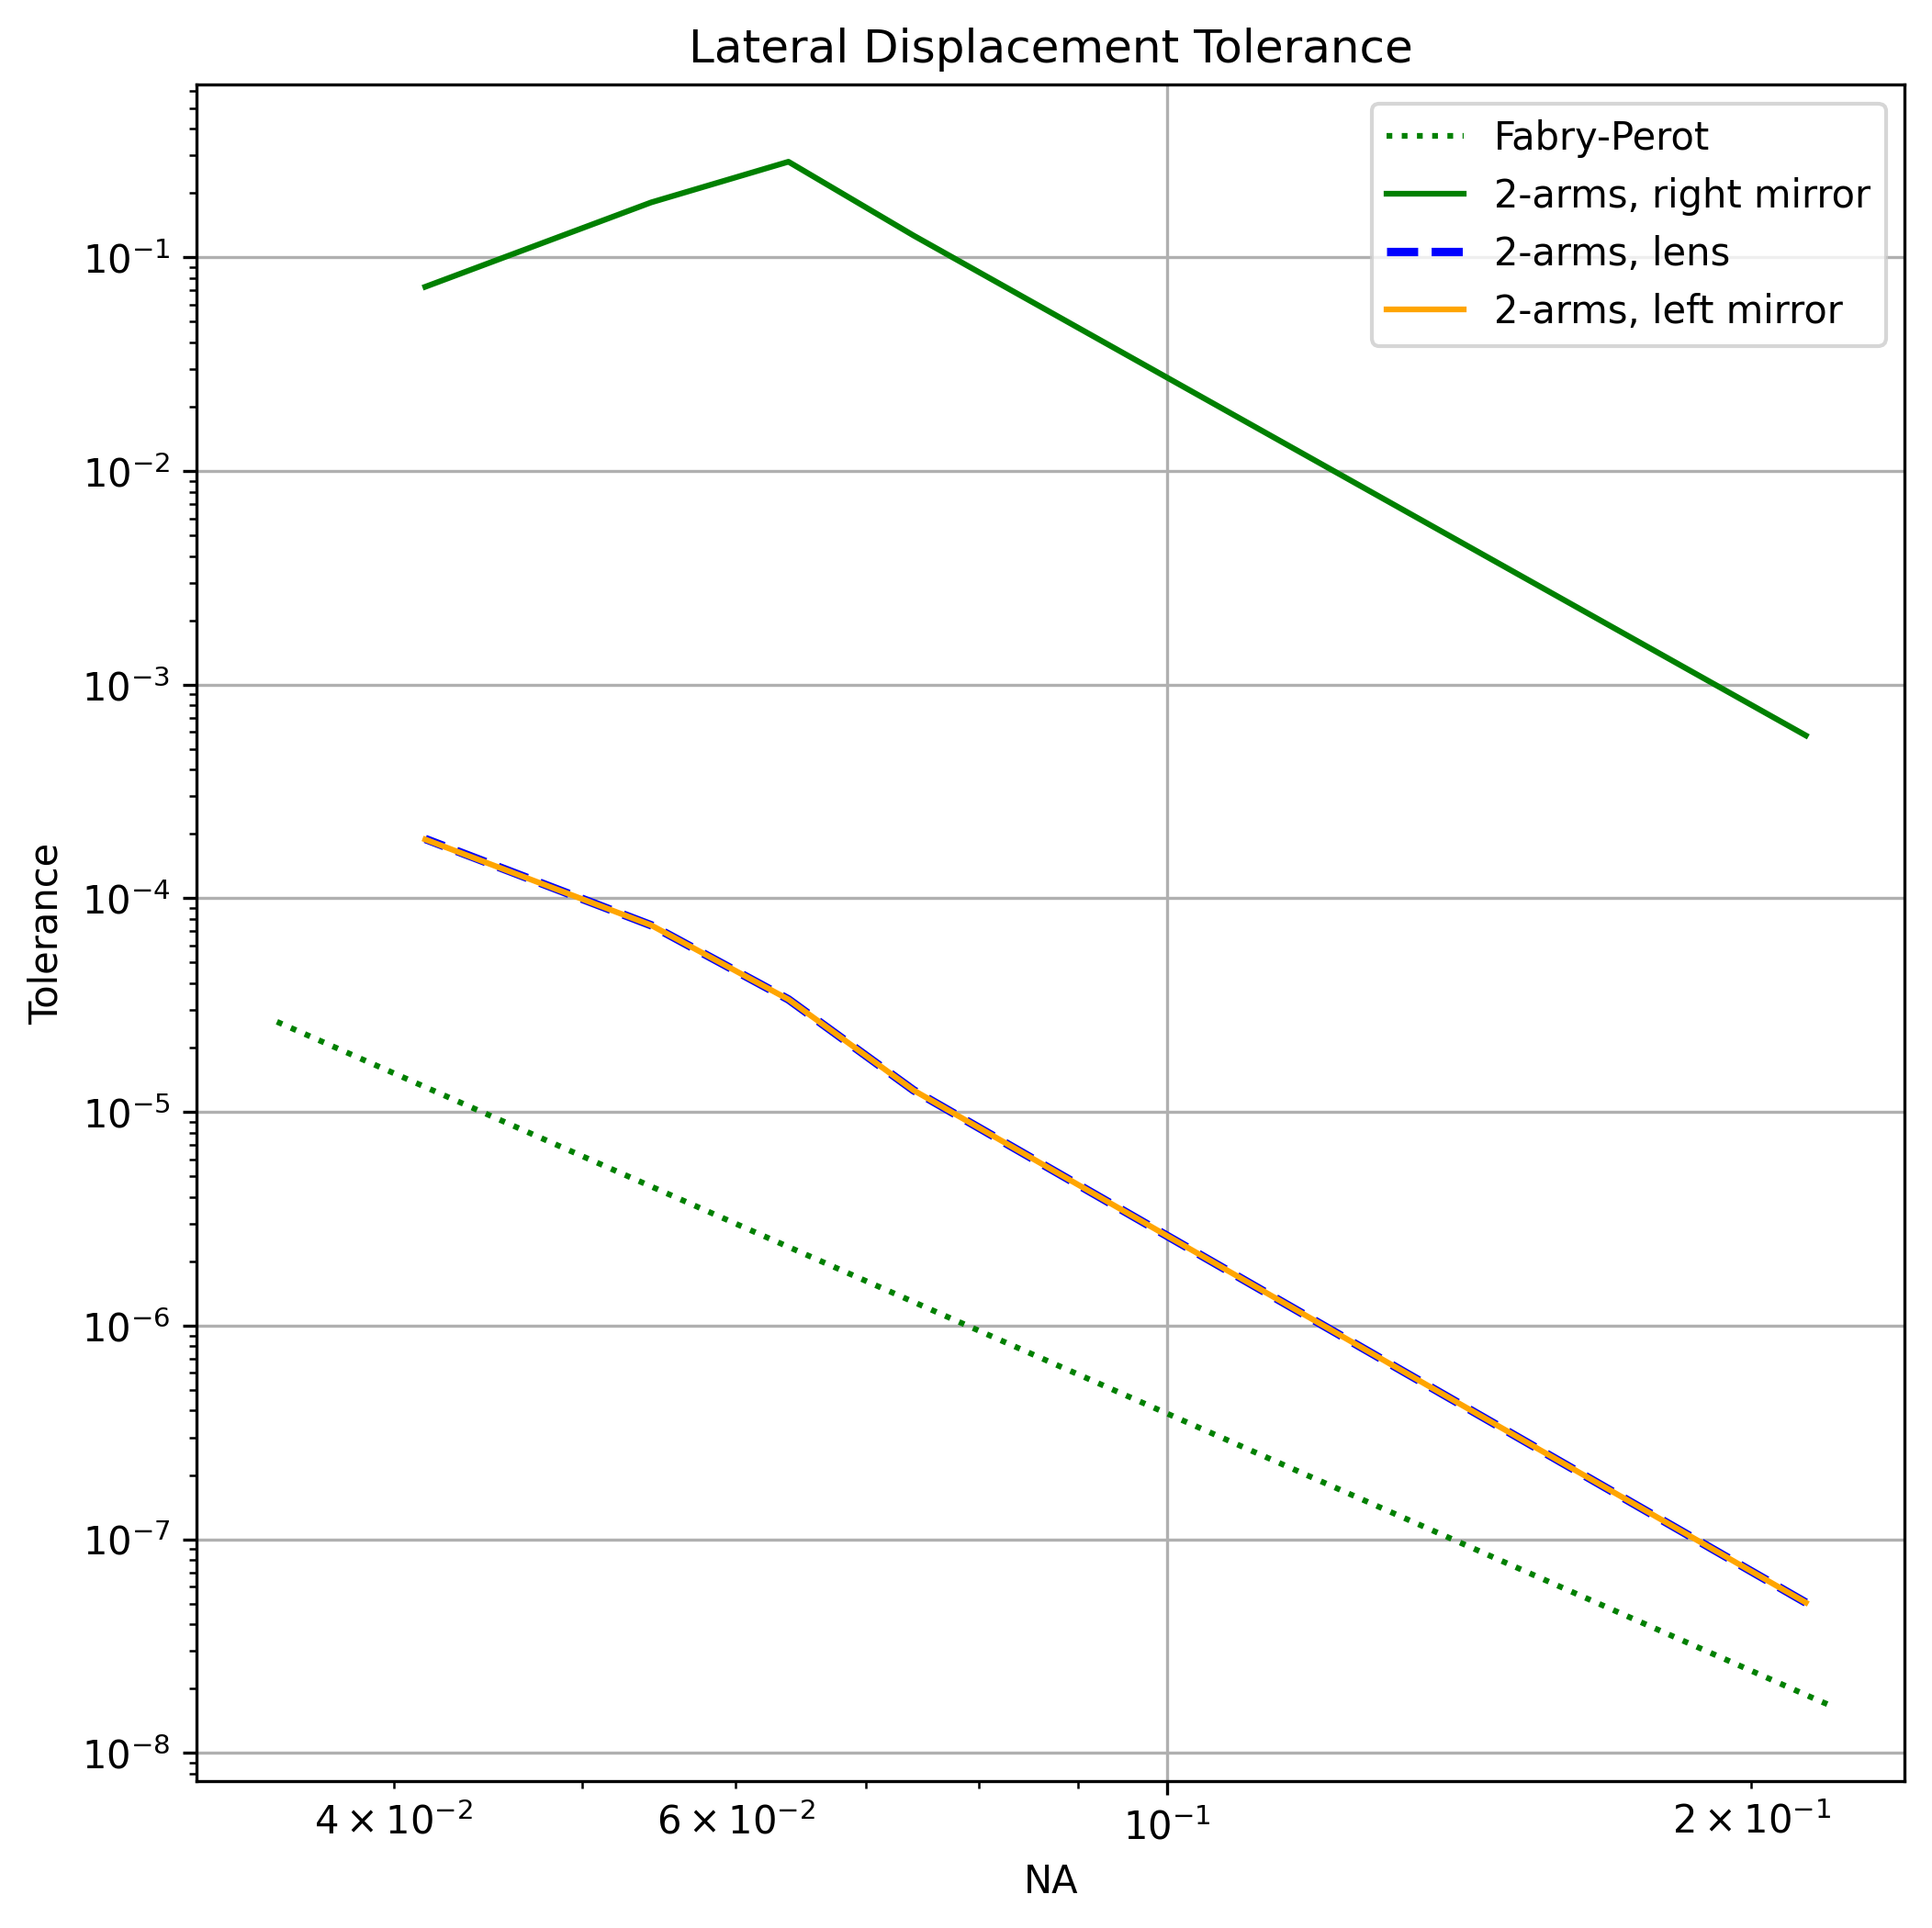 Lateral Displacement Tolerance
Fabry-Perot
2-arms, right mirror
2-arms, lens
2-arms, left mirror
Tolerance
10⁻¹
10⁻²
10⁻³
10⁻⁴
10⁻⁵
10⁻⁶
10⁻⁷
10⁻⁸
4 × 10⁻² 6 × 10⁻² 10⁻¹ 2 × 10⁻¹
NA